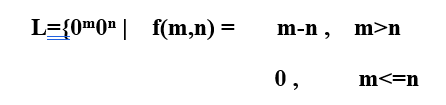 L={0ᵐ0ⁿ | f(m,n) = m-n , m>n
0 , m<=n